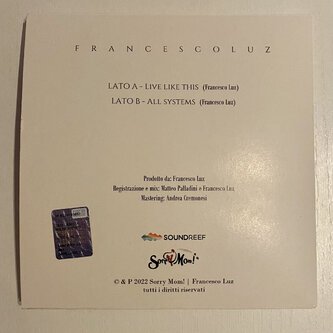 FRANCESCOLUZ
LATO A - LIVE LIKE THIS (Francesco Luz)
LATO B - ALL SYSTEMS (Francesco Luz)
Prodotto da: Francesco Luz
Registrazione e mix: Matteo Palladini e Francesco Luz
Mastering: Andrea Cremonesi
SOUNDREEF
Sorry Mom!
© & P 2022 Sorry Mom! | Francesco Luz
tutti i diritti riservati